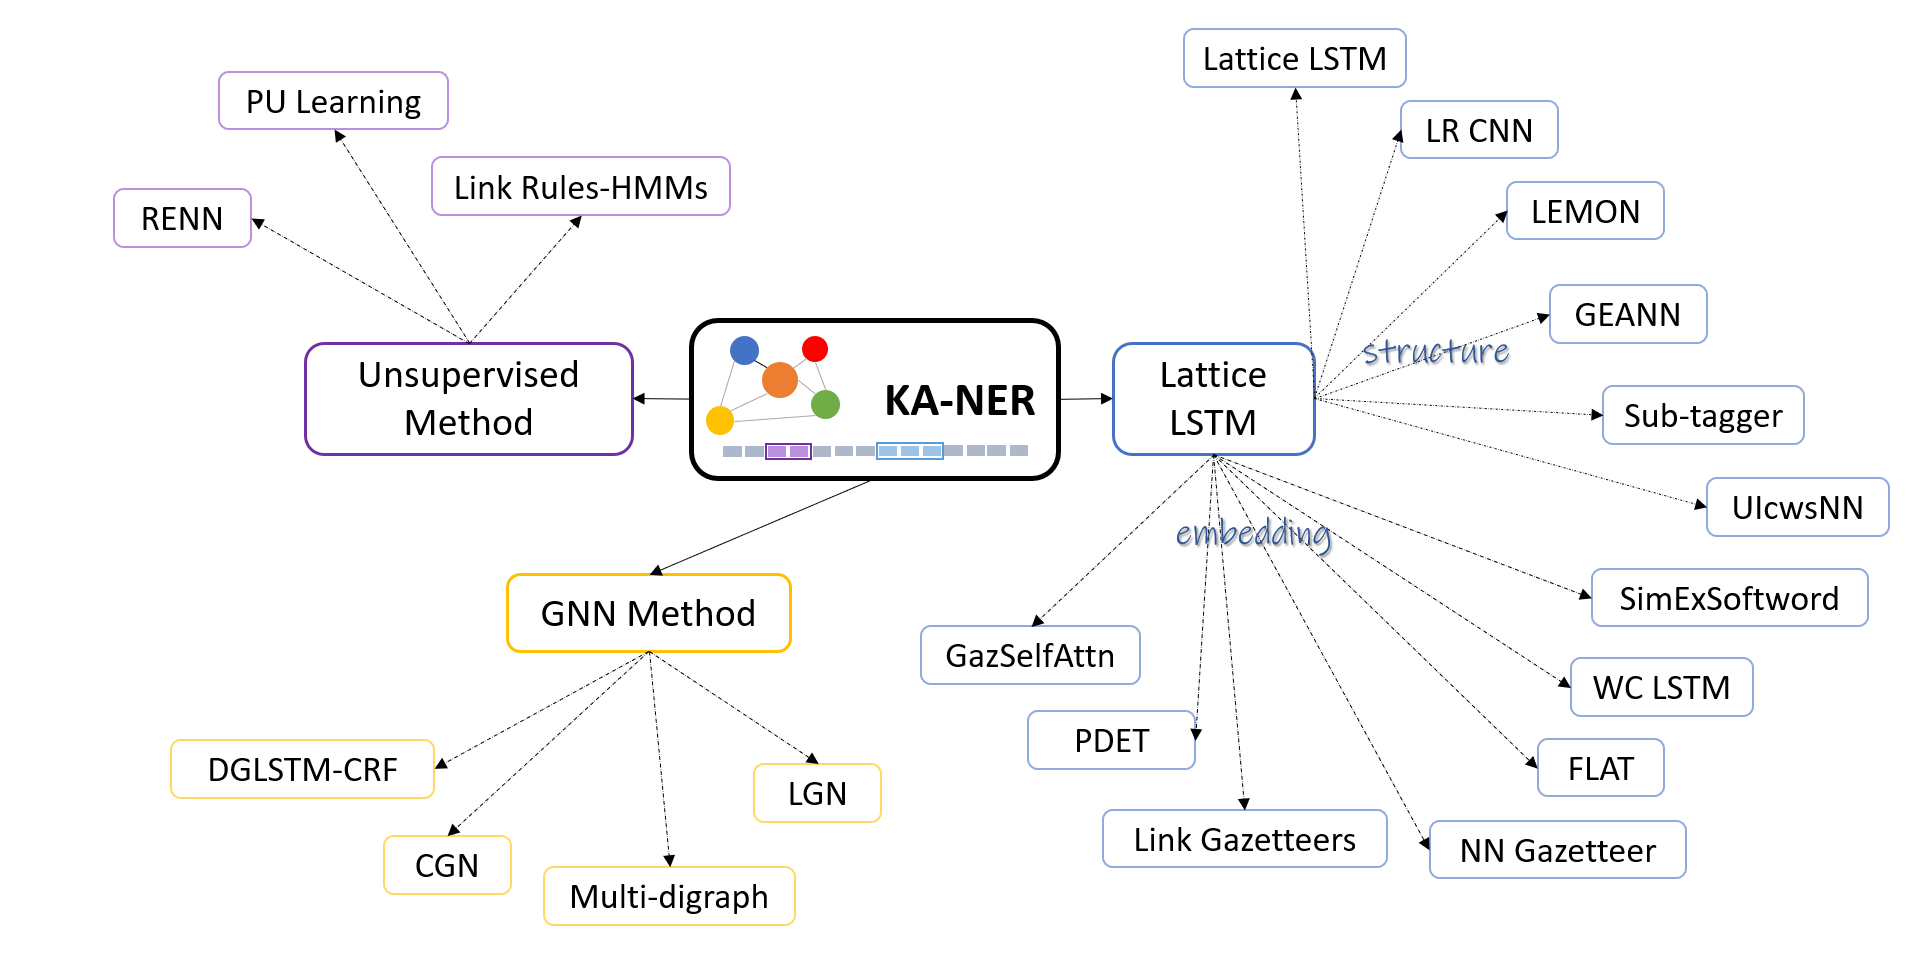 Lattice LSTM
PU Learning
LR CNN
Link Rules-HMMs
RENN
LEMON
GEANN
structure
Unsupervised
Method
KA-NER
Lattice
LSTM
Sub-tagger
UIcwsNN
embedding
SimExSoftword
GNN Method
GazSelfAttn
WC LSTM
PDET
DGLSTM-CRF
FLAT
LGN
Link Gazetteers
NN Gazetteer
CGN
Multi-digraph